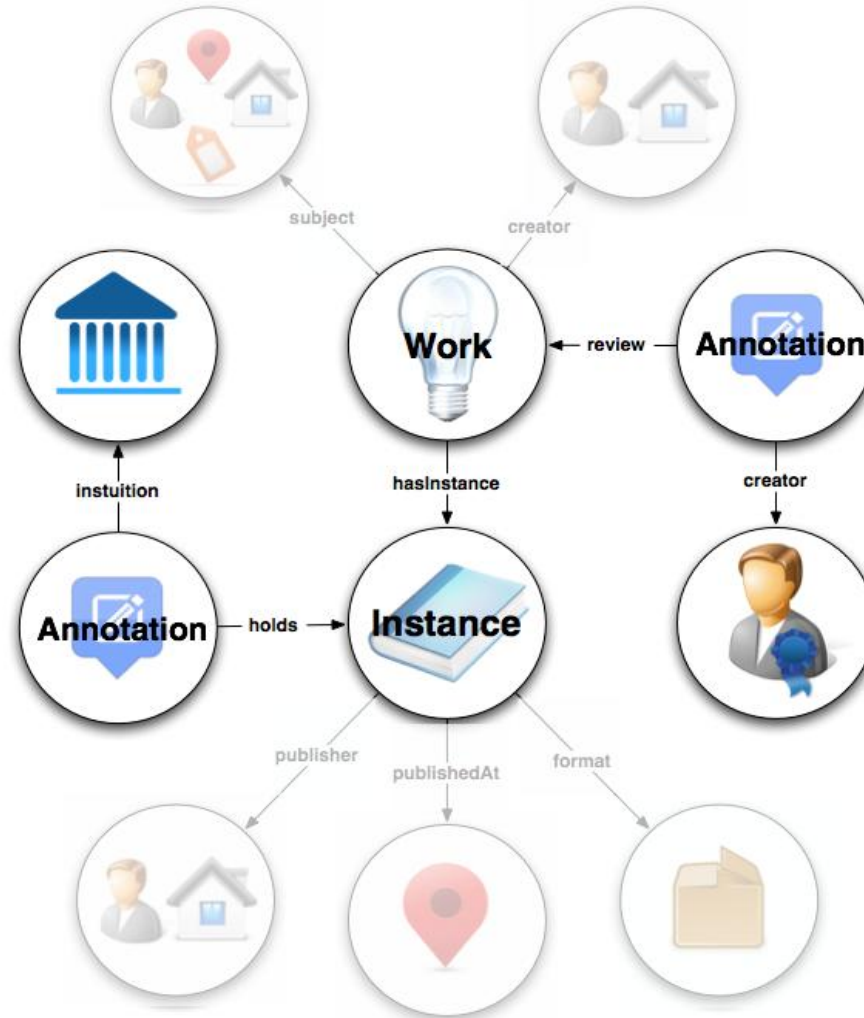 subject
creator
Work
review
Annotation
instuition
hasInstance
creator
Annotation
holds
Instance
publisher
publishedAt
format